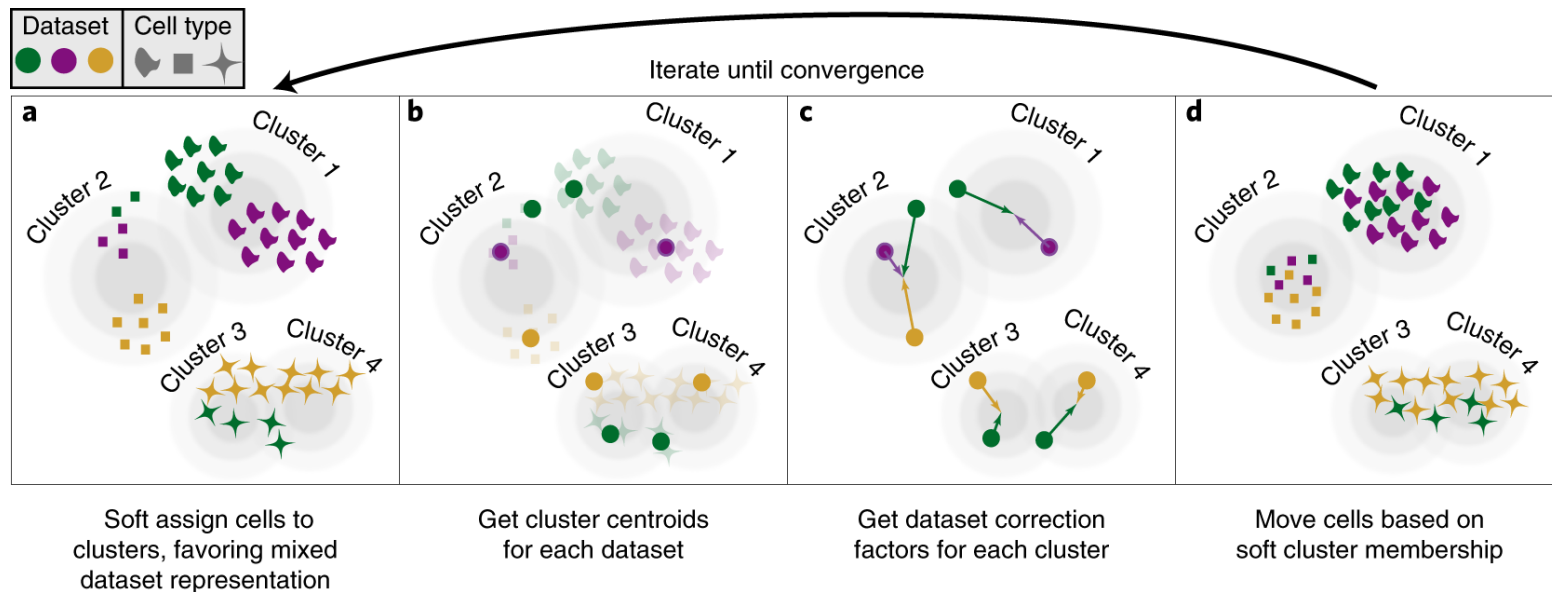 Dataset
Cell type
Iterate until convergence
a
Cluster 1
Cluster 2
Cluster 3
Cluster 4
b
Cluster 1
Cluster 2
Cluster 3
Cluster 4
c
Cluster 1
Cluster 2
Cluster 3
Cluster 4
d
Cluster 1
Cluster 2
Cluster 3
Cluster 4
Soft assign cells to
clusters, favoring mixed
dataset representation
Get cluster centroids
for each dataset
Get dataset correction
factors for each cluster
Move cells based on
soft cluster membership